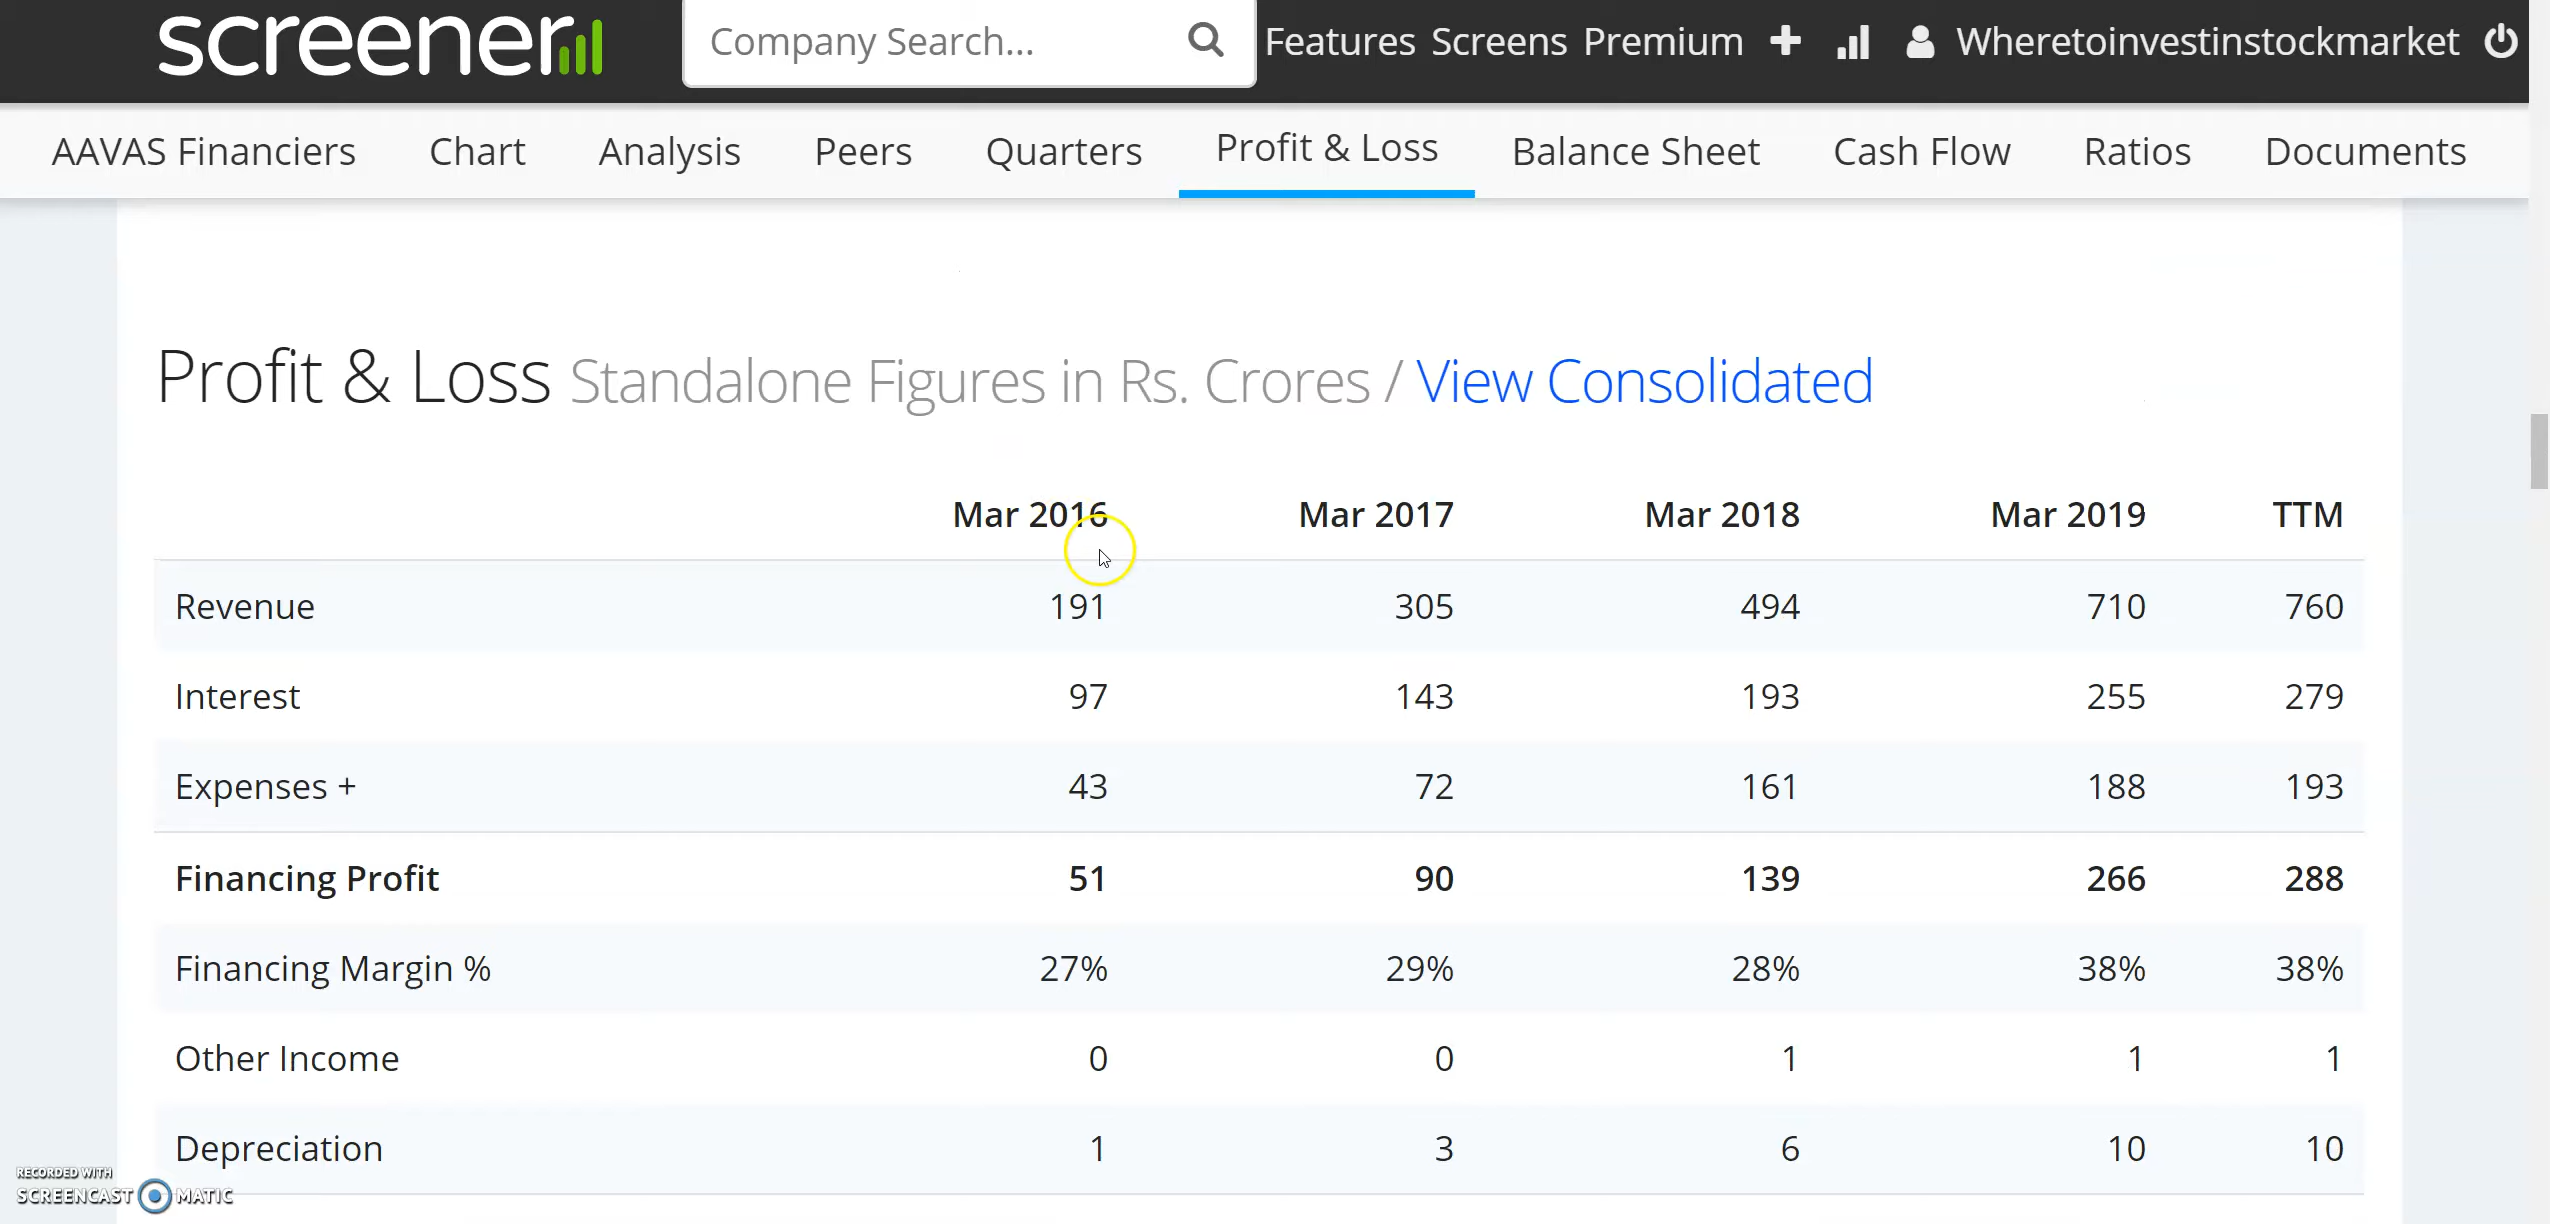 screener Company Search... Features Screens Premium Wheretoinvestinstockmarket
AAVAS Financiers Chart Analysis Peers Quarters Profit & Loss Balance Sheet Cash Flow Ratios Documents
Profit & Loss Standalone Figures in Rs. Crores / View Consolidated
Mar 2016 Mar 2017 Mar 2018 Mar 2019 TTM
Revenue 191 305 494 710 760
Interest 97 143 193 255 279
Expenses + 43 72 161 188 193
Financing Profit 51 90 139 266 288
Financing Margin % 27% 29% 28% 38% 38%
Other Income 0 0 1 1 1
Depreciation 1 3 6 10 10
RECORDED WITH
SCREENCAST MATIC